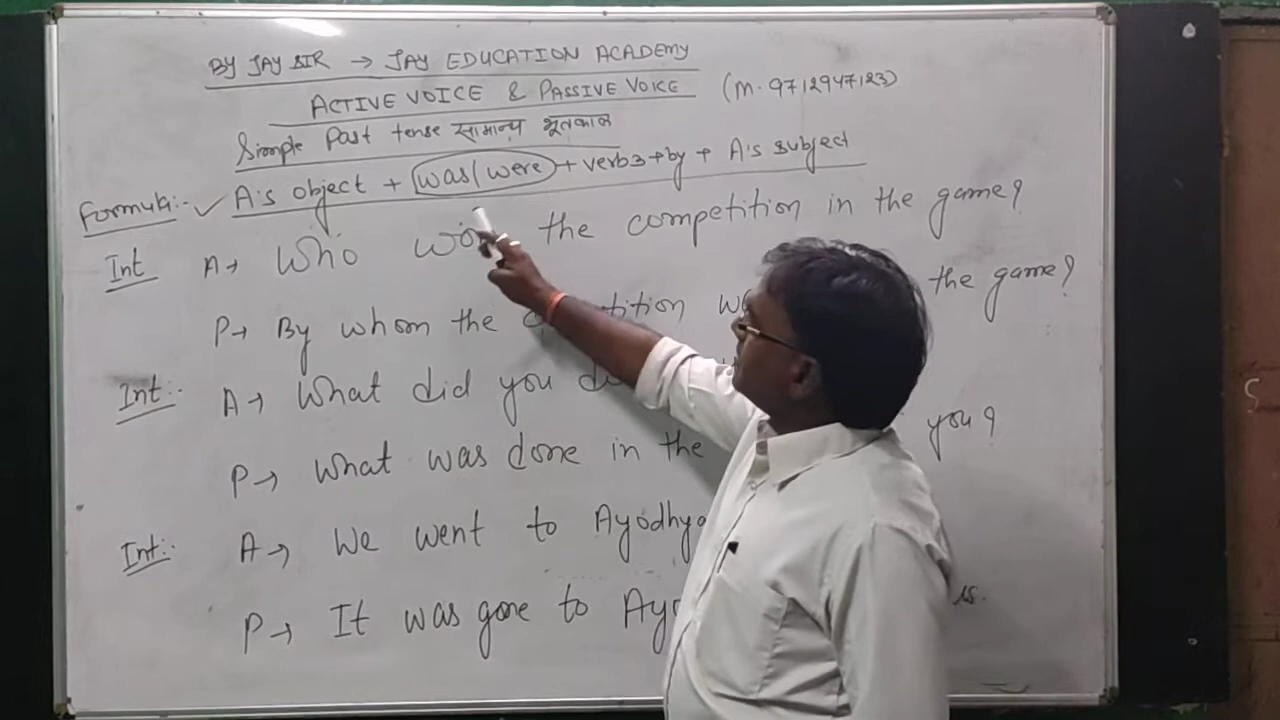 BY JAY SIR → JAY EDUCATION ACADEMY
ACTIVE VOICE & PASSIVE VOICE (M. 9712947123)
Simple Past tense सामान्य भूतकाल
Formula:- ✓ A's object + was/were + verb3 + by + A's subject
Int A→ Who won the competition in the game?
P→ By whom the the game?
Int:- A→ What did you
P→ What was done in the you?
Int:- A→ We went to Ayodhya
P→ It was gone to us.